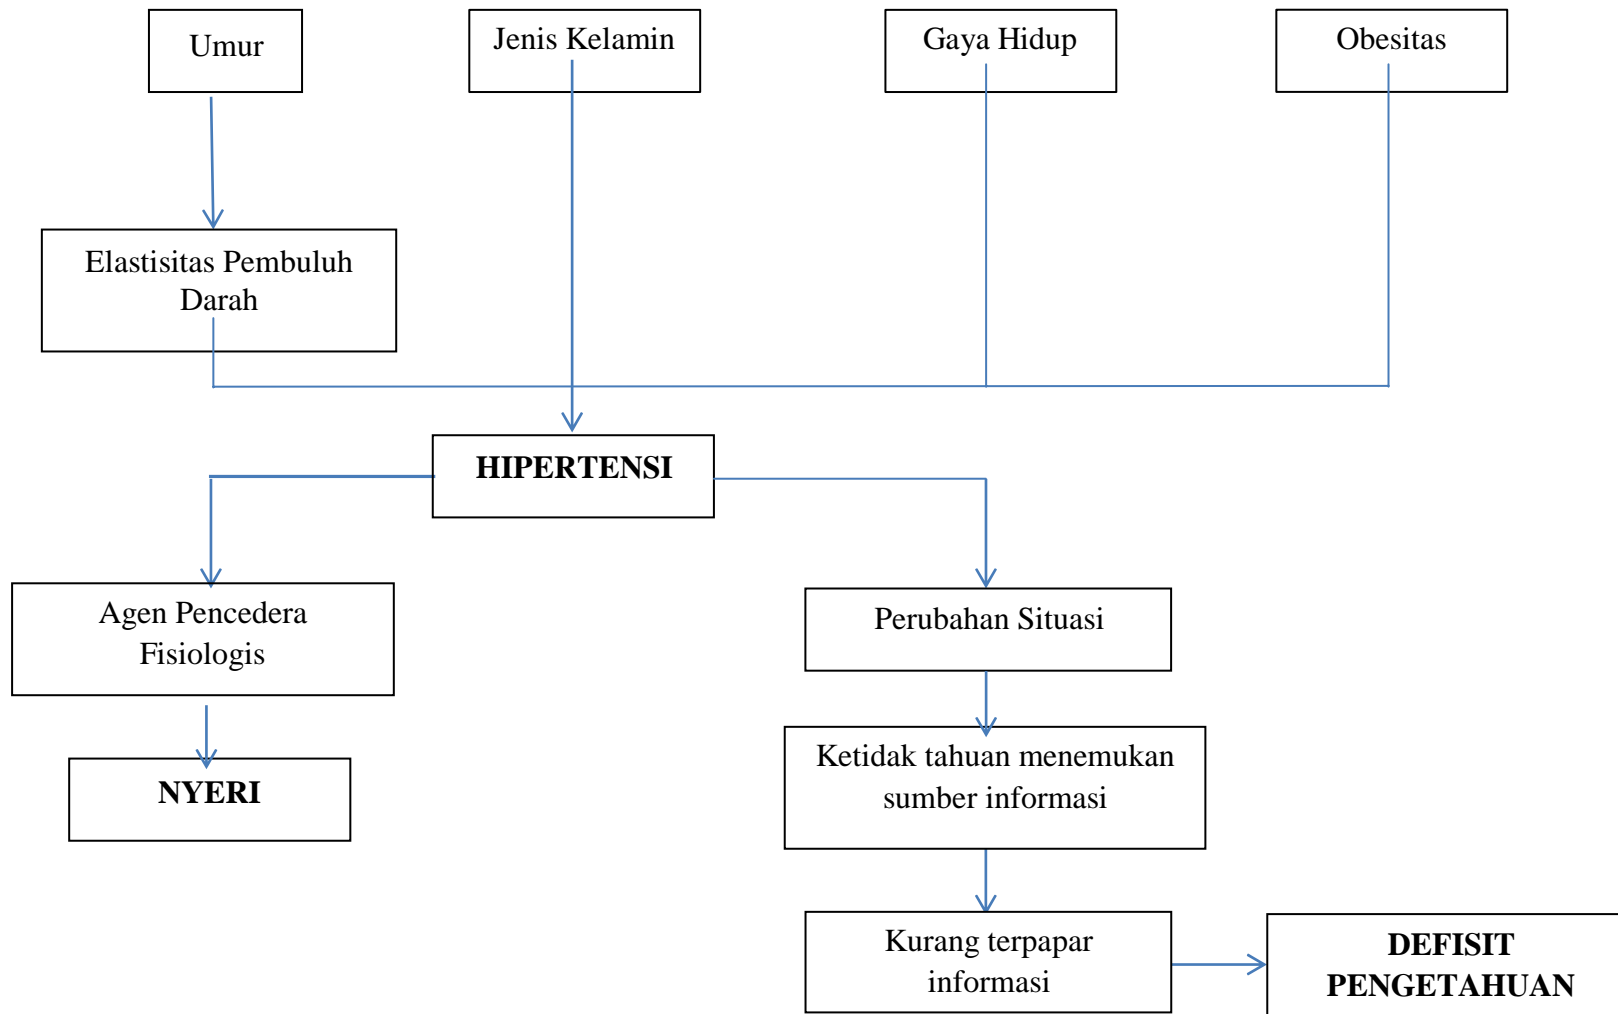 Umur
Jenis Kelamin
Gaya Hidup
Obesitas
Elastisitas Pembuluh
Darah
HIPERTENSI
Agen Pencedera
Fisiologis
Perubahan Situasi
NYERI
Ketidak tahuan menemukan
sumber informasi
Kurang terpapar
informasi
DEFISIT
PENGETAHUAN